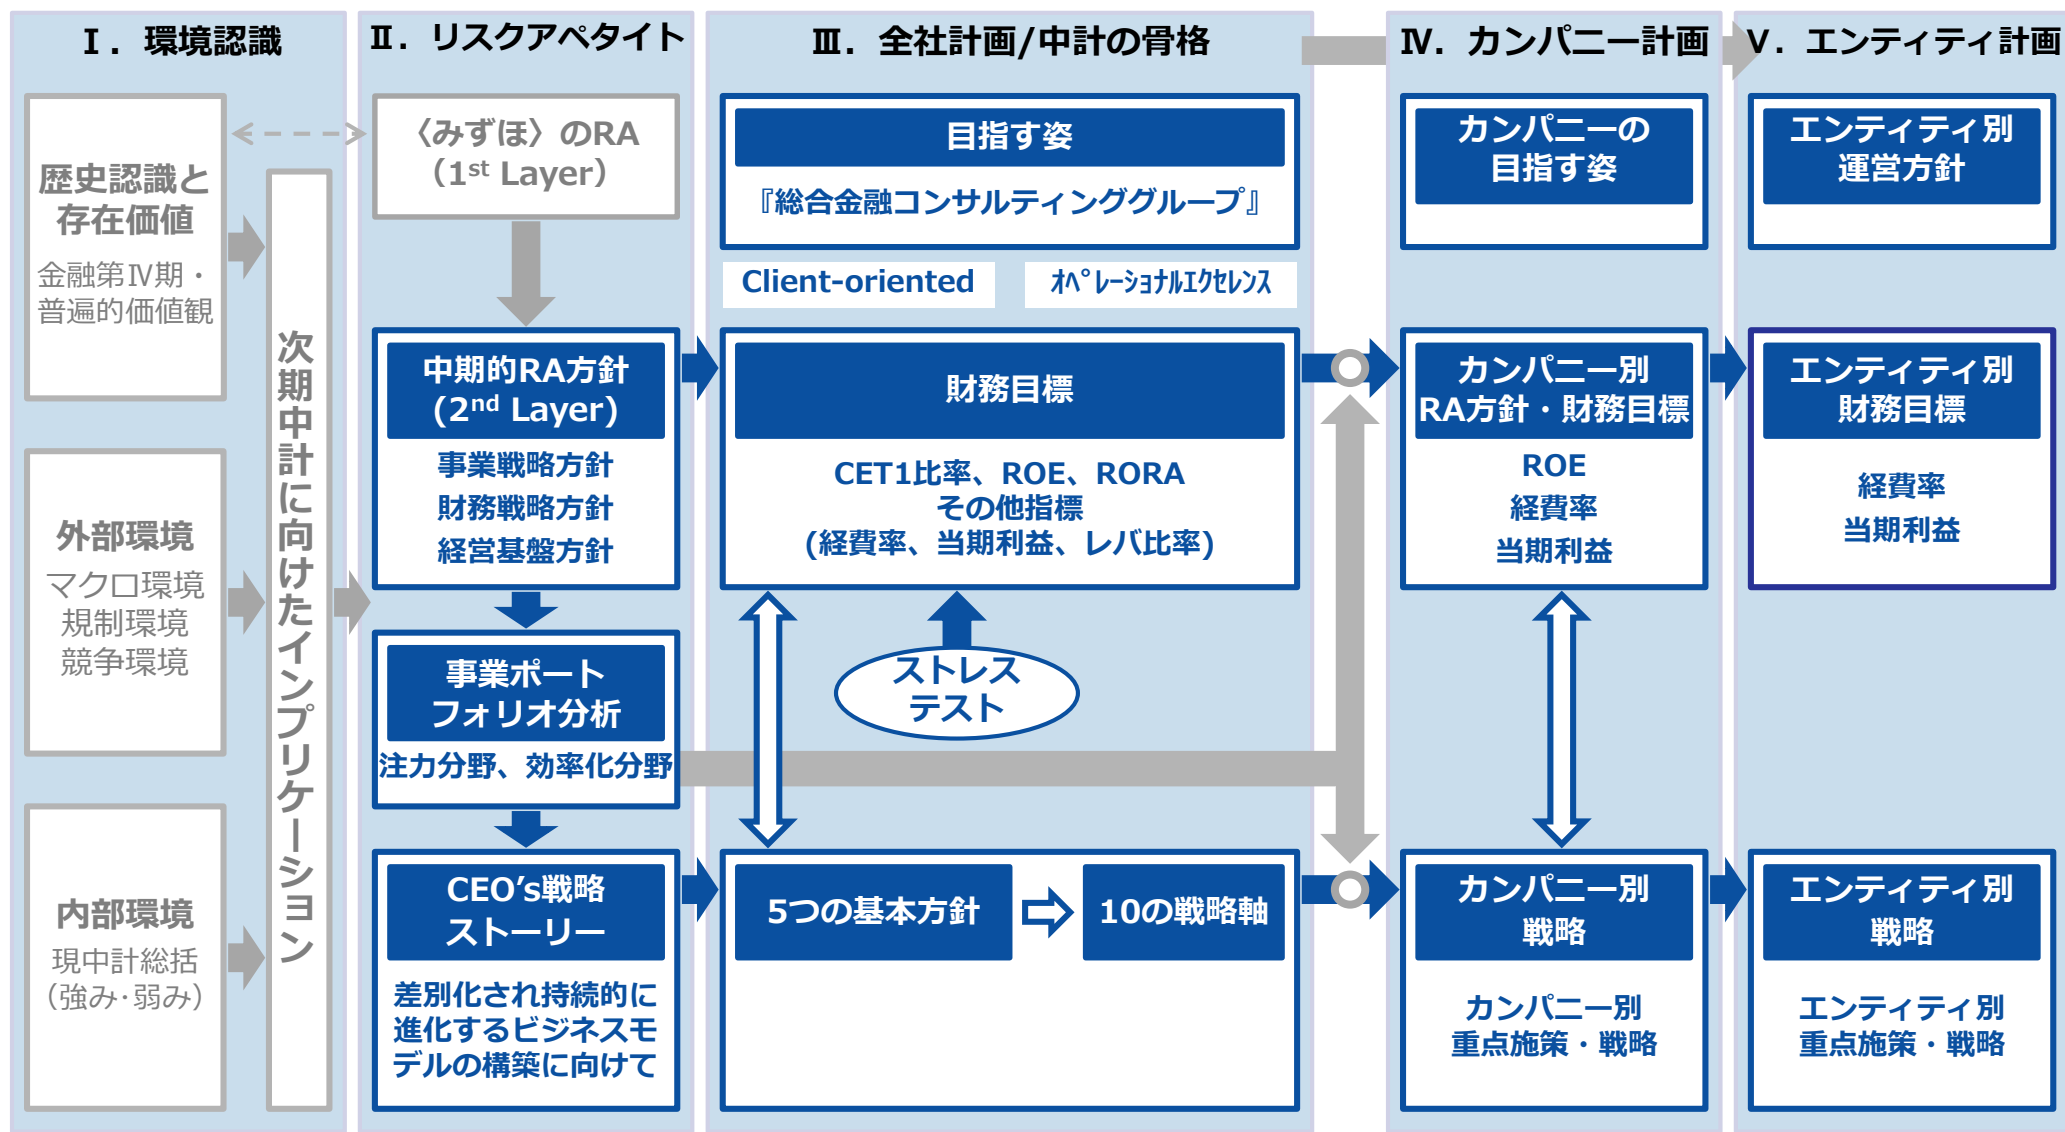 Ⅰ．環境認識
歴史認識と
存在価値
金融第Ⅳ期・
普遍的価値観
外部環境
マクロ環境
規制環境
競争環境
内部環境
現中計総括
（強み・弱み）
次期中計に向けたインプリケーション
Ⅱ．リスクアペタイト
〈みずほ〉のRA
（1st Layer）
中期的RA方針
（2nd Layer）
事業戦略方針
財務戦略方針
経営基盤方針
事業ポート
フォリオ分析
注力分野、効率化分野
CEO’s戦略
ストーリー
差別化され持続的に
進化するビジネスモ
デルの構築に向けて
Ⅲ．全社計画/中計の骨格
目指す姿
『総合金融コンサルティンググループ』
Client-oriented
ｵﾍﾟﾚｰｼｮﾅﾙｴｸｾﾚﾝｽ
財務目標
CET1比率、ROE、RORA
その他指標
(経費率、当期利益、レバ比率)
ストレス
テスト
5つの基本方針
10の戦略軸
Ⅳ．カンパニー計画
カンパニーの
目指す姿
カンパニー別
RA方針・財務目標
ROE
経費率
当期利益
カンパニー別
戦略
カンパニー別
重点施策・戦略
Ⅴ．エンティティ計画
エンティティ別
運営方針
エンティティ別
財務目標
経費率
当期利益
エンティティ別
戦略
エンティティ別
重点施策・戦略